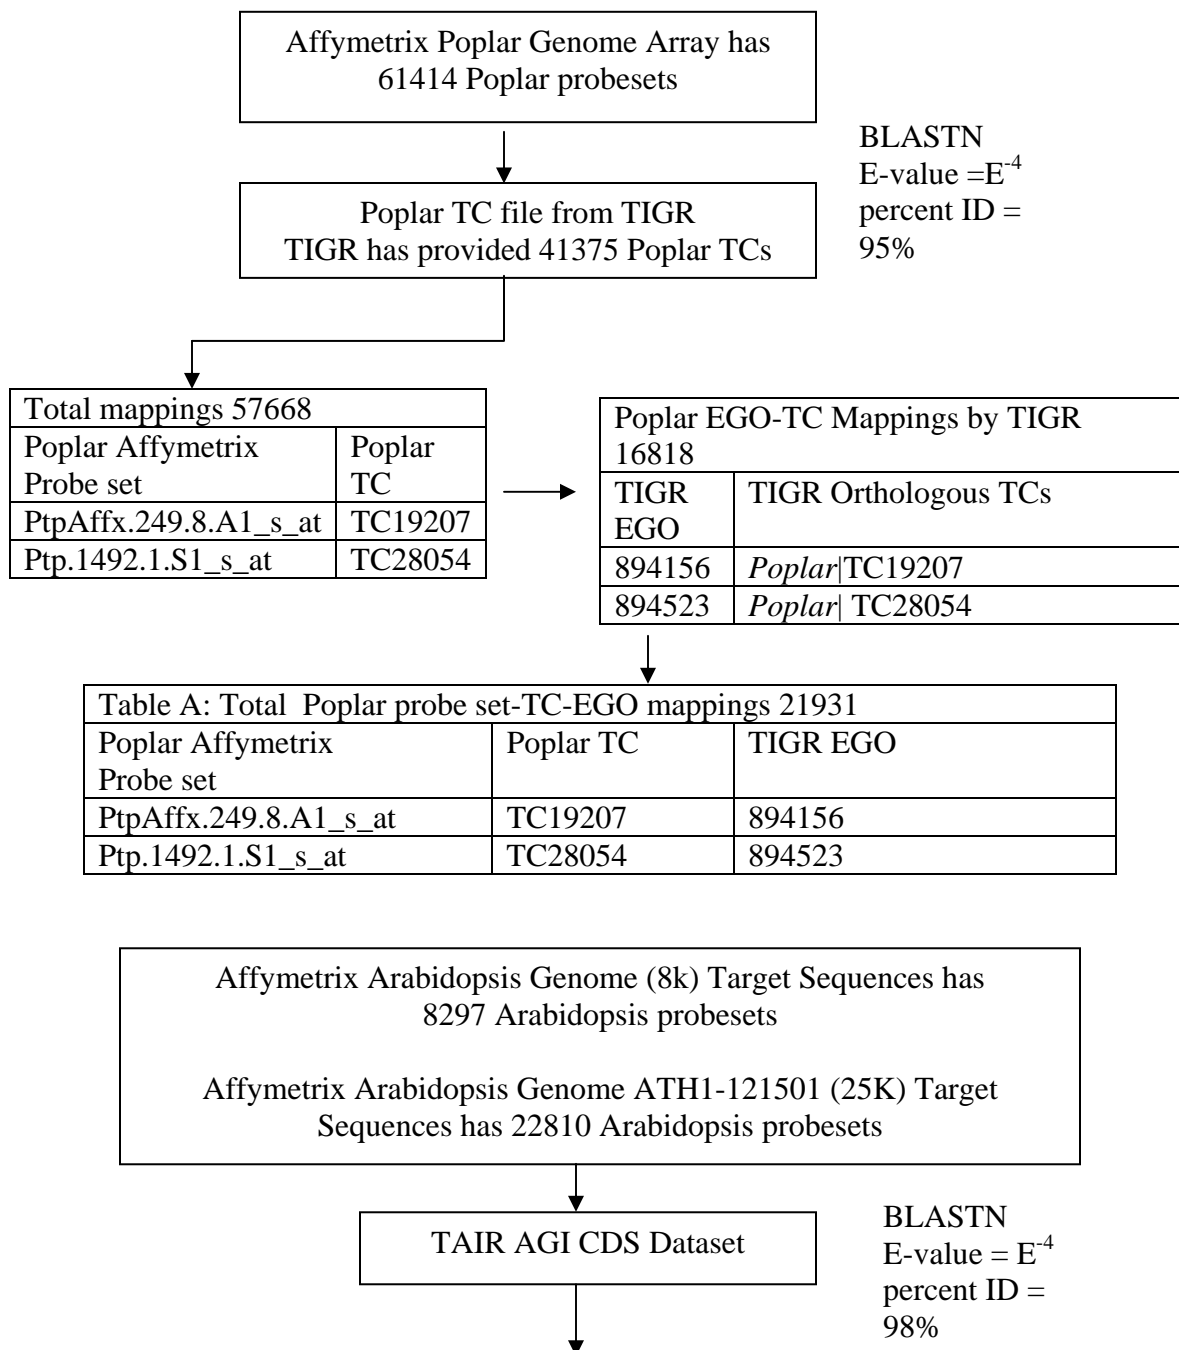 Affymetrix Poplar Genome Array has
61414 Poplar probesets
BLASTN
E-value =E-4
percent ID =
95%
Poplar TC file from TIGR
TIGR has provided 41375 Poplar TCs
Total mappings 57668
Poplar Affymetrix Probe set
Poplar TC
PtpAffx.249.8.A1_s_at TC19207
Ptp.1492.1.S1_s_at TC28054
Poplar EGO-TC Mappings by TIGR
16818
TIGR EGO
TIGR Orthologous TCs
894156 Poplar|TC19207
894523 Poplar| TC28054
Table A: Total Poplar probe set-TC-EGO mappings 21931
Poplar Affymetrix Probe set
Poplar TC
TIGR EGO
PtpAffx.249.8.A1_s_at TC19207 894156
Ptp.1492.1.S1_s_at TC28054 894523
Affymetrix Arabidopsis Genome (8k) Target Sequences has
8297 Arabidopsis probesets
Affymetrix Arabidopsis Genome ATH1-121501 (25K) Target
Sequences has 22810 Arabidopsis probesets
TAIR AGI CDS Dataset
BLASTN
E-value = E-4
percent ID =
98%